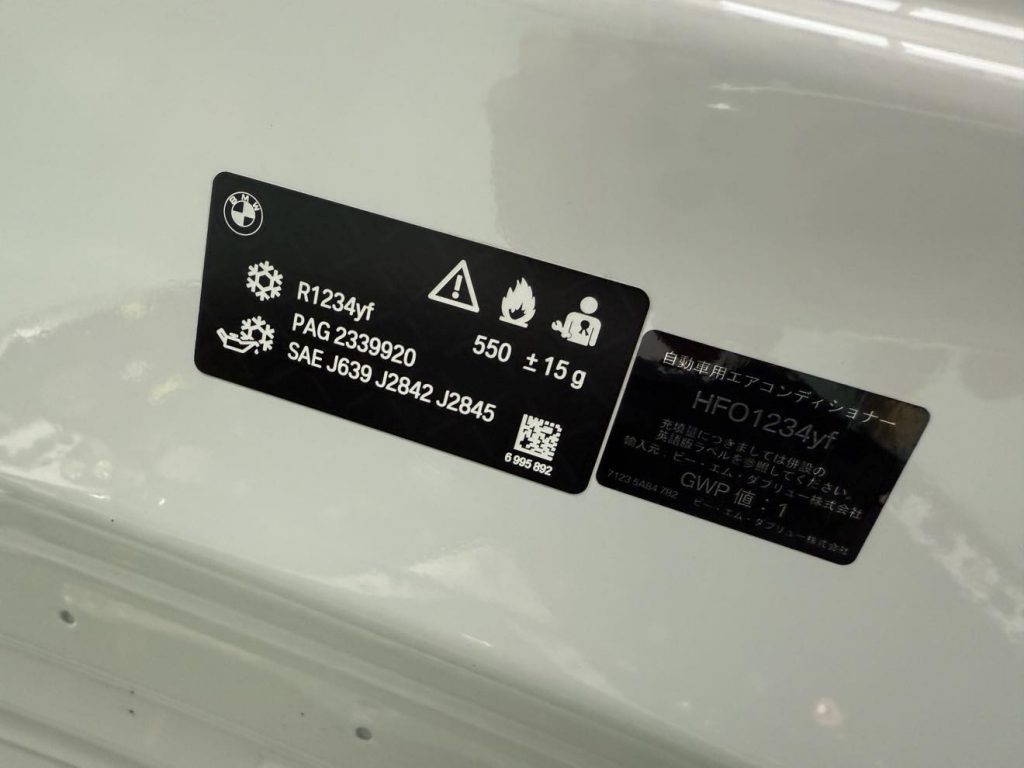 BMW
R1234yf
PAG 2339920
SAE J639 J2842 J2845
550 ± 15 g
6 995 892
自動車用エアコンディショナー
HFO1234yf
充填量につきましては併設の
英語版ラベルを参照してください。
輸入元：ビー・エム・ダブリュー株式会社
GWP 値：1
7123 5AB4 7B2
ビー・エム・ダブリュー株式会社